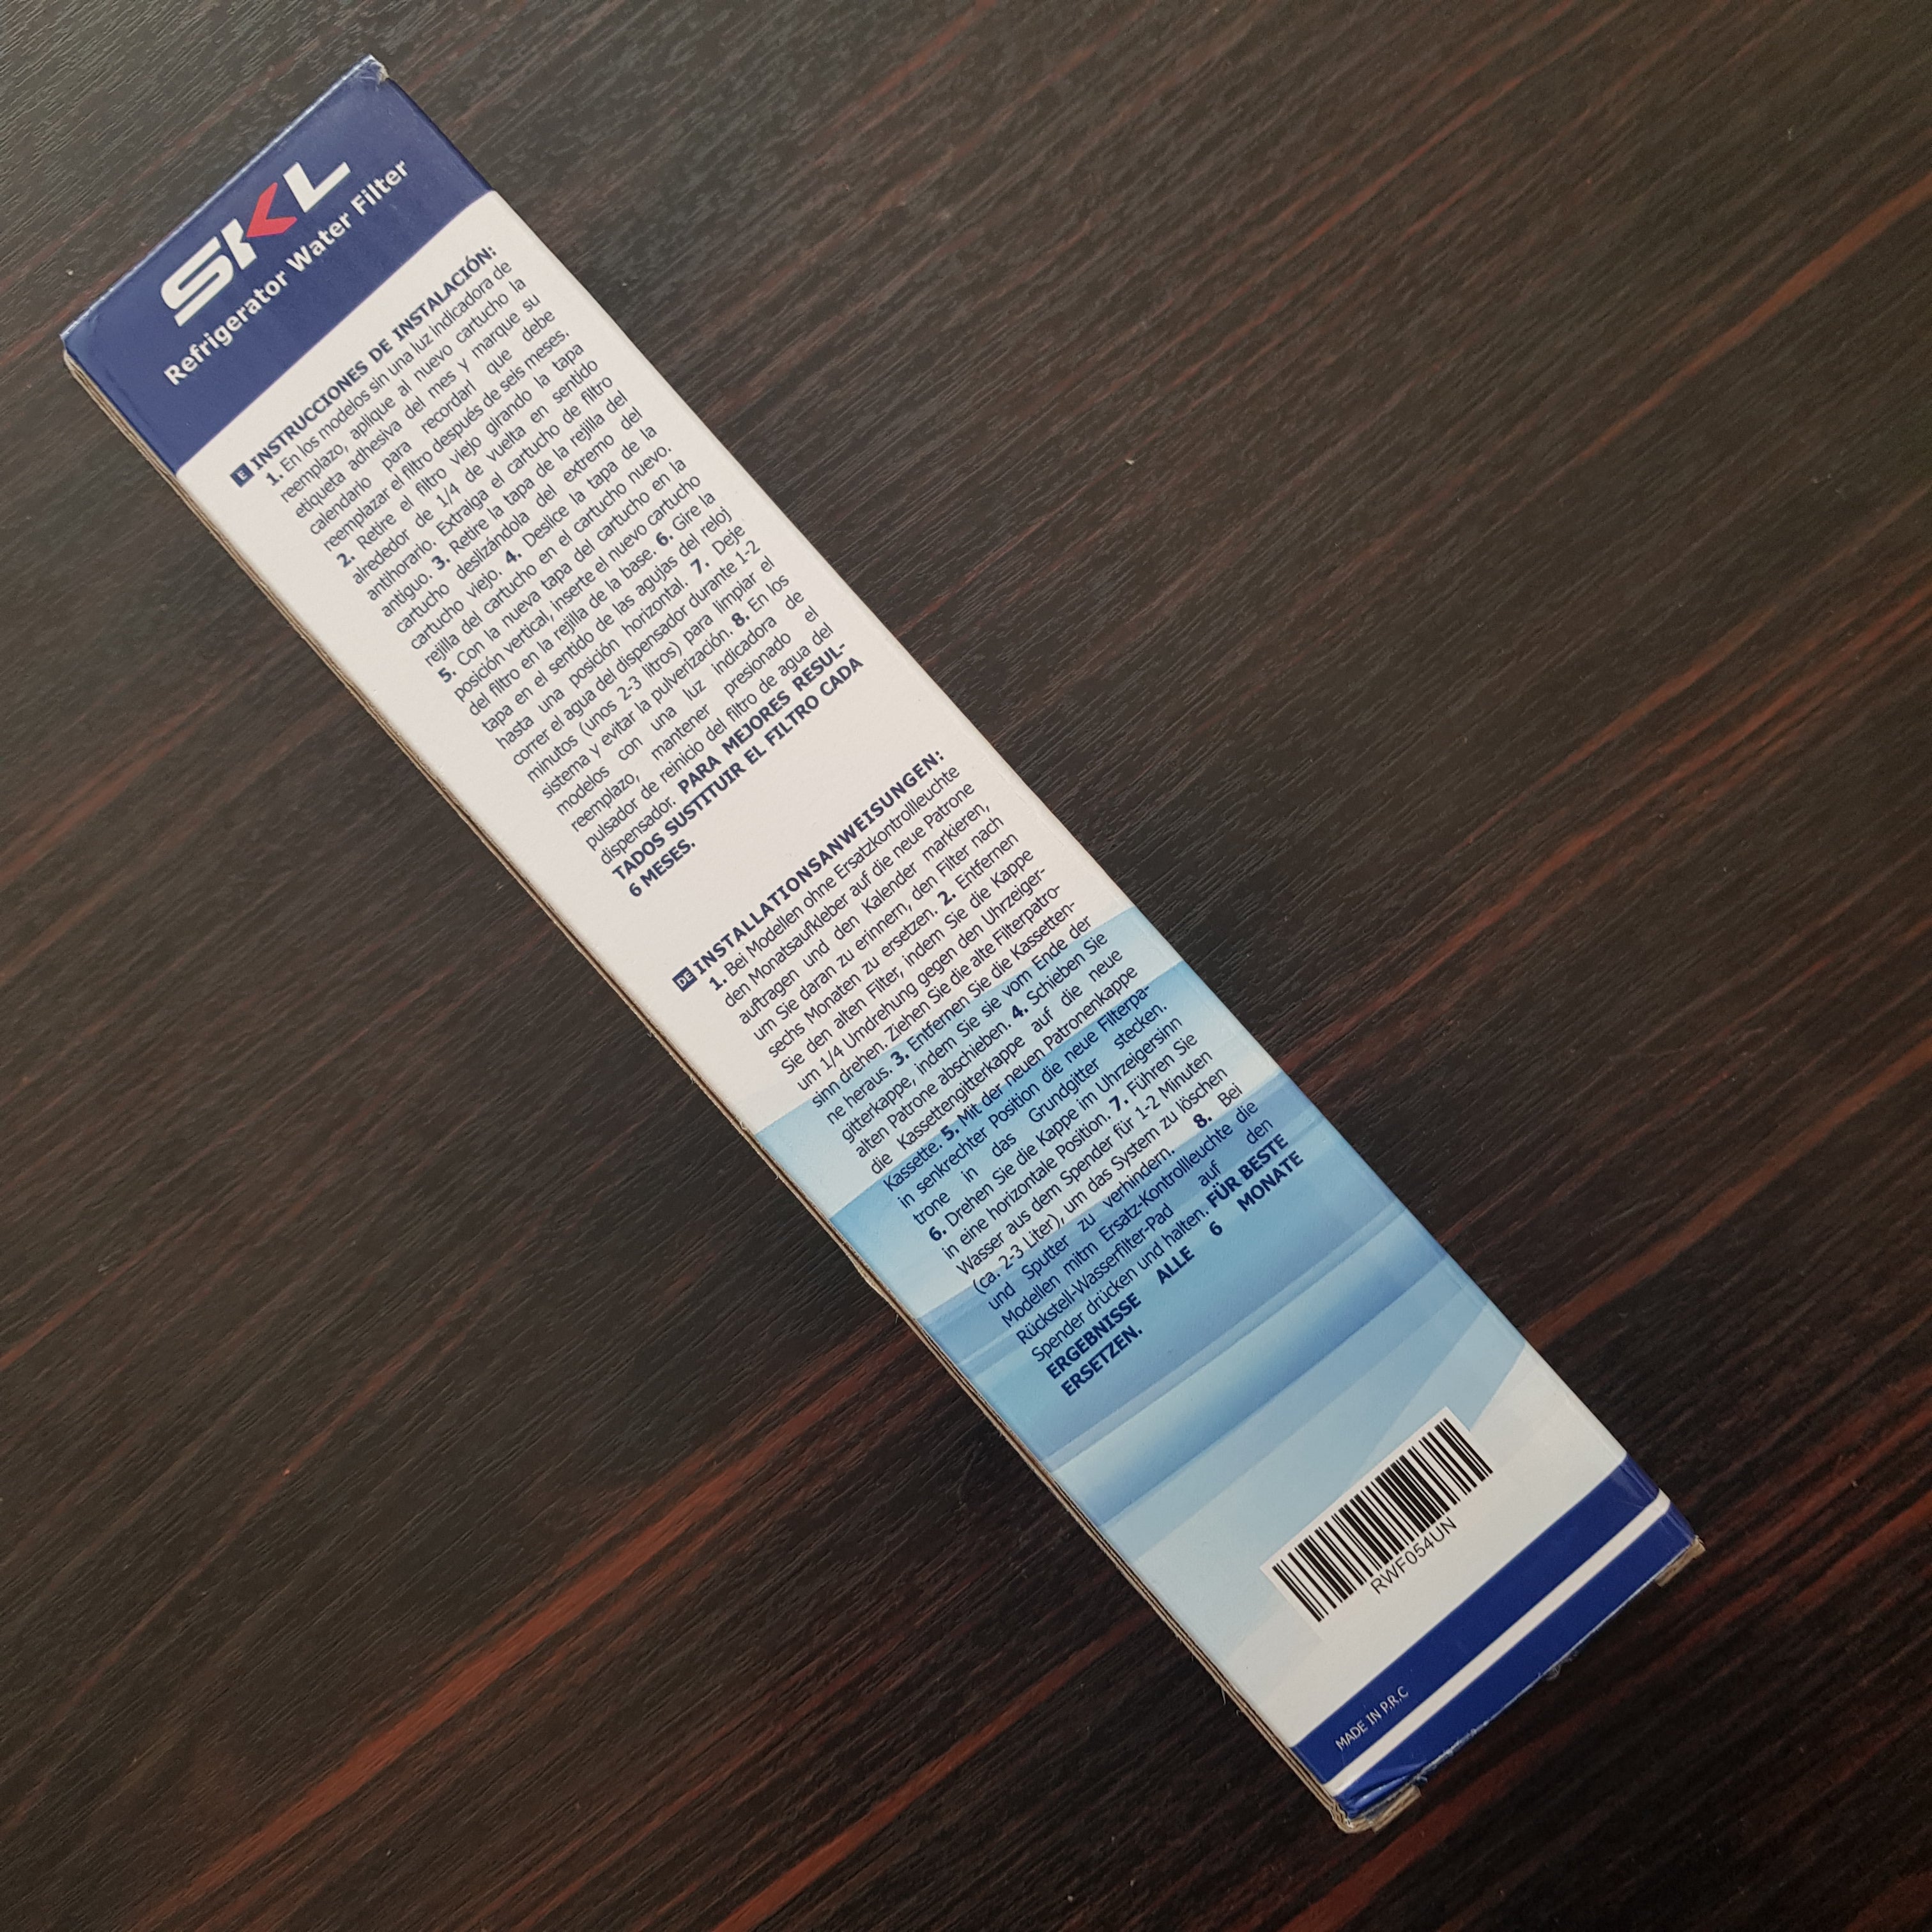 SKL
Refrigerator Water Filter
E INSTRUCCIONES DE INSTALACIÓN:
1. En los modelos sin una luz indicadora de
reemplazo, aplique al nuevo cartucho la
etiqueta adhesiva del mes y marque su
calendario para recordarl que debe
reemplazar el filtro después de seis meses.
2. Retire el filtro viejo girando la tapa
alrededor de 1/4 de vuelta en sentido
antihorario. Extralga el cartucho de filtro
antiguo. 3. Retire la tapa de la rejilla del
cartucho deslizándola del extremo del
cartucho viejo. 4. Deslice la tapa de la
rejilla del cartucho en el cartucho nuevo.
5. Con la nueva tapa del cartucho en la
posición vertical, inserte el nuevo cartucho
del filtro en la rejilla de la base. 6. Gire la
tapa en el sentido de las agujas del reloj
hasta una posición horizontal. 7. Deje
correr el agua del dispensador durante 1-2
minutos (unos 2-3 litros) para limpiar el
sistema y evitar la pulverización. 8. En los
modelos con una luz indicadora de
reemplazo, mantener presionado el
pulsador de reinicio del filtro de agua del
dispensador. PARA MEJORES RESUL-
TADOS SUSTITUIR EL FILTRO CADA
6 MESES.
DE INSTALLATIONSANWEISUNGEN:
1. Bei Modellen ohne Ersatzkontrollleuchte
den Monatsaufkleber auf die neue Patrone
auftragen und den Kalender markieren,
um Sie daran zu erinnern, den Filter nach
sechs Monaten zu ersetzen. 2. Entfernen
Sie den alten Filter, indem Sie die Kappe
um 1/4 Umdrehung gegen den Uhrzeiger-
sinn drehen. Ziehen Sie die alte Filterpatro-
ne heraus. 3. Entfernen Sie die Kassetten-
gitterkappe, indem Sie sie vom Ende der
alten Patrone abschieben. 4. Schieben Sie
die Kassettengitterkappe auf die neue
Kassette. 5. Mit der neuen Patronenkappe
in senkrechter Position die neue Filterpa-
trone in das Grundgitter stecken.
6. Drehen Sie die Kappe im Uhrzeigersinn
in eine horizontale Position. 7. Führen Sie
Wasser aus dem Spender für 1-2 Minuten
(ca. 2-3 Liter), um das System zu löschen
und Sputter zu verhindern. 8. Bei
Modellen mitm Ersatz-Kontrollleuchte die
Rückstell-Wasserfilter-Pad auf den
Spender drücken und halten. FÜR BESTE
ERGEBNISSE ALLE 6 MONATE
ERSETZEN.
RWF054UN
MADE IN P.R.C